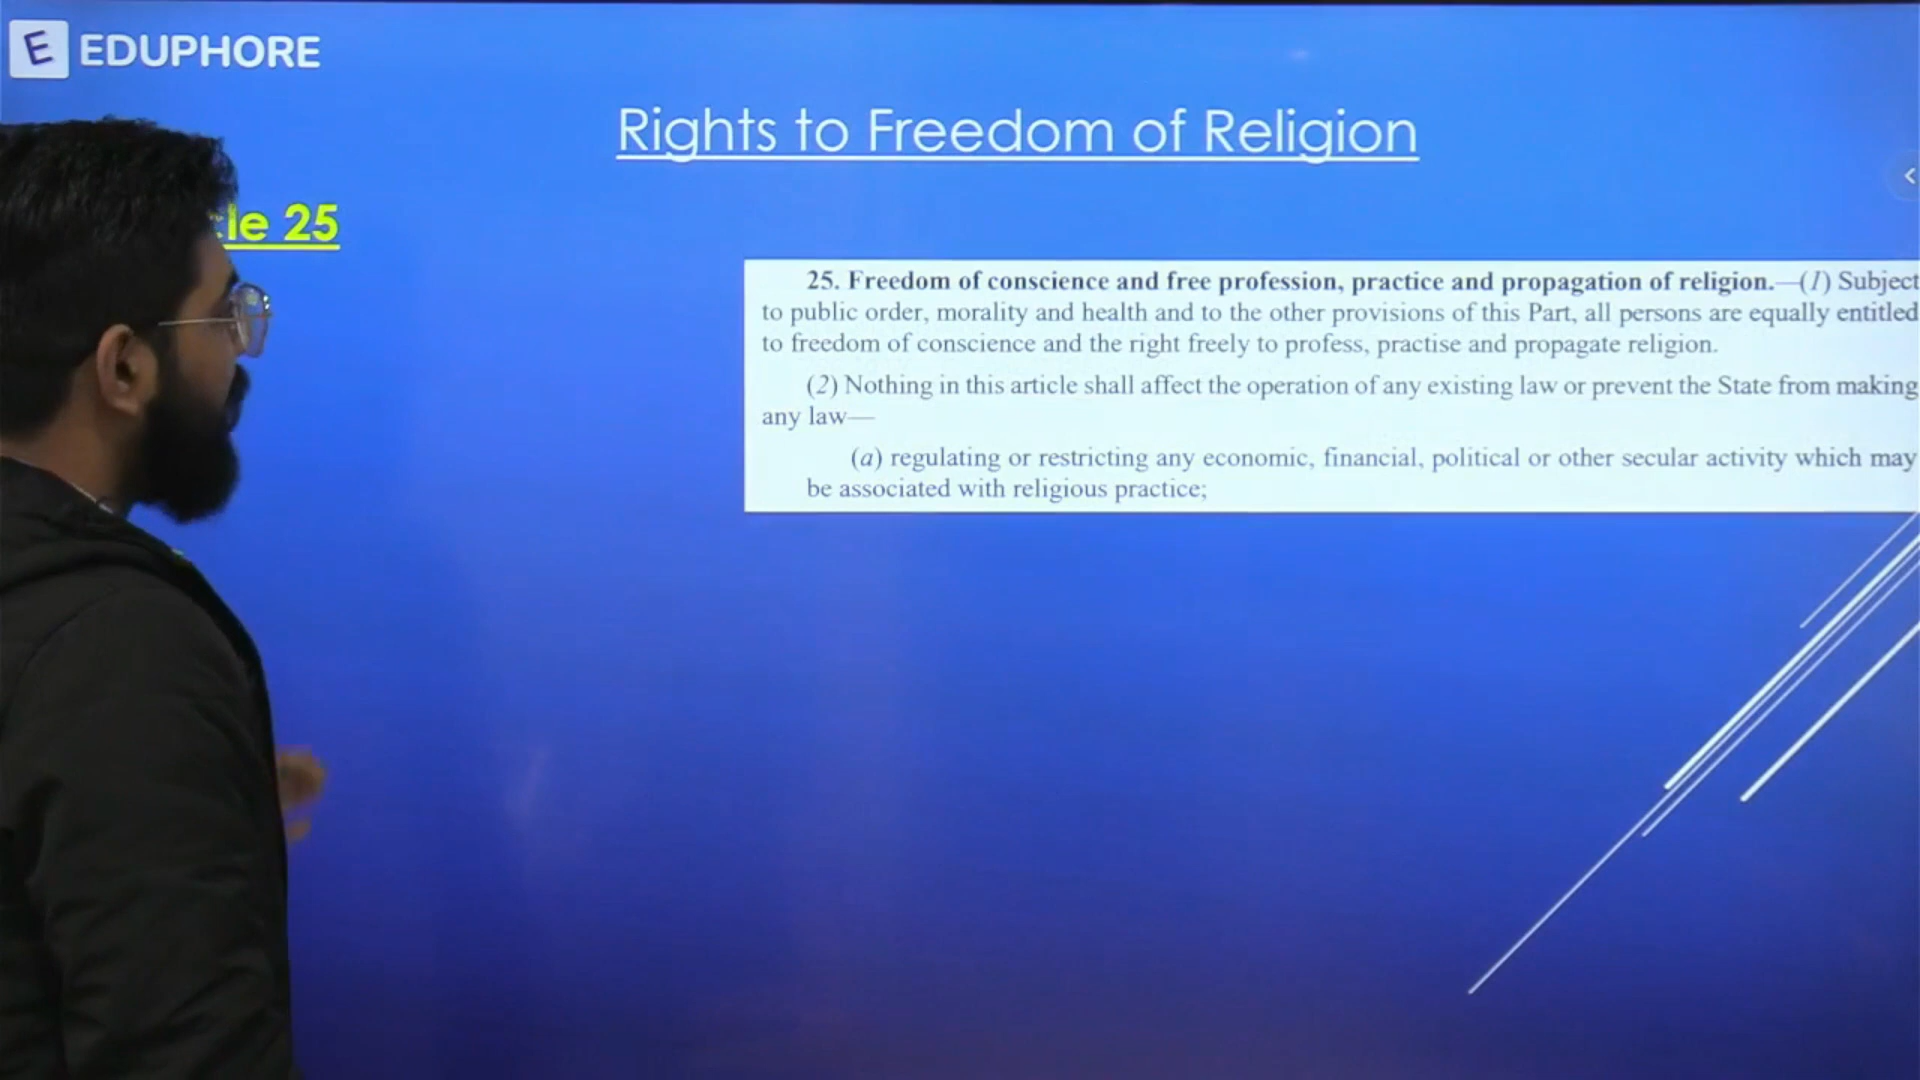 E EDUPHORE
Rights to Freedom of Religion
le 25
25. Freedom of conscience and free profession, practice and propagation of religion.—(1) Subject
to public order, morality and health and to the other provisions of this Part, all persons are equally entitled
to freedom of conscience and the right freely to profess, practise and propagate religion.
(2) Nothing in this article shall affect the operation of any existing law or prevent the State from making
any law—
(a) regulating or restricting any economic, financial, political or other secular activity which may
be associated with religious practice;